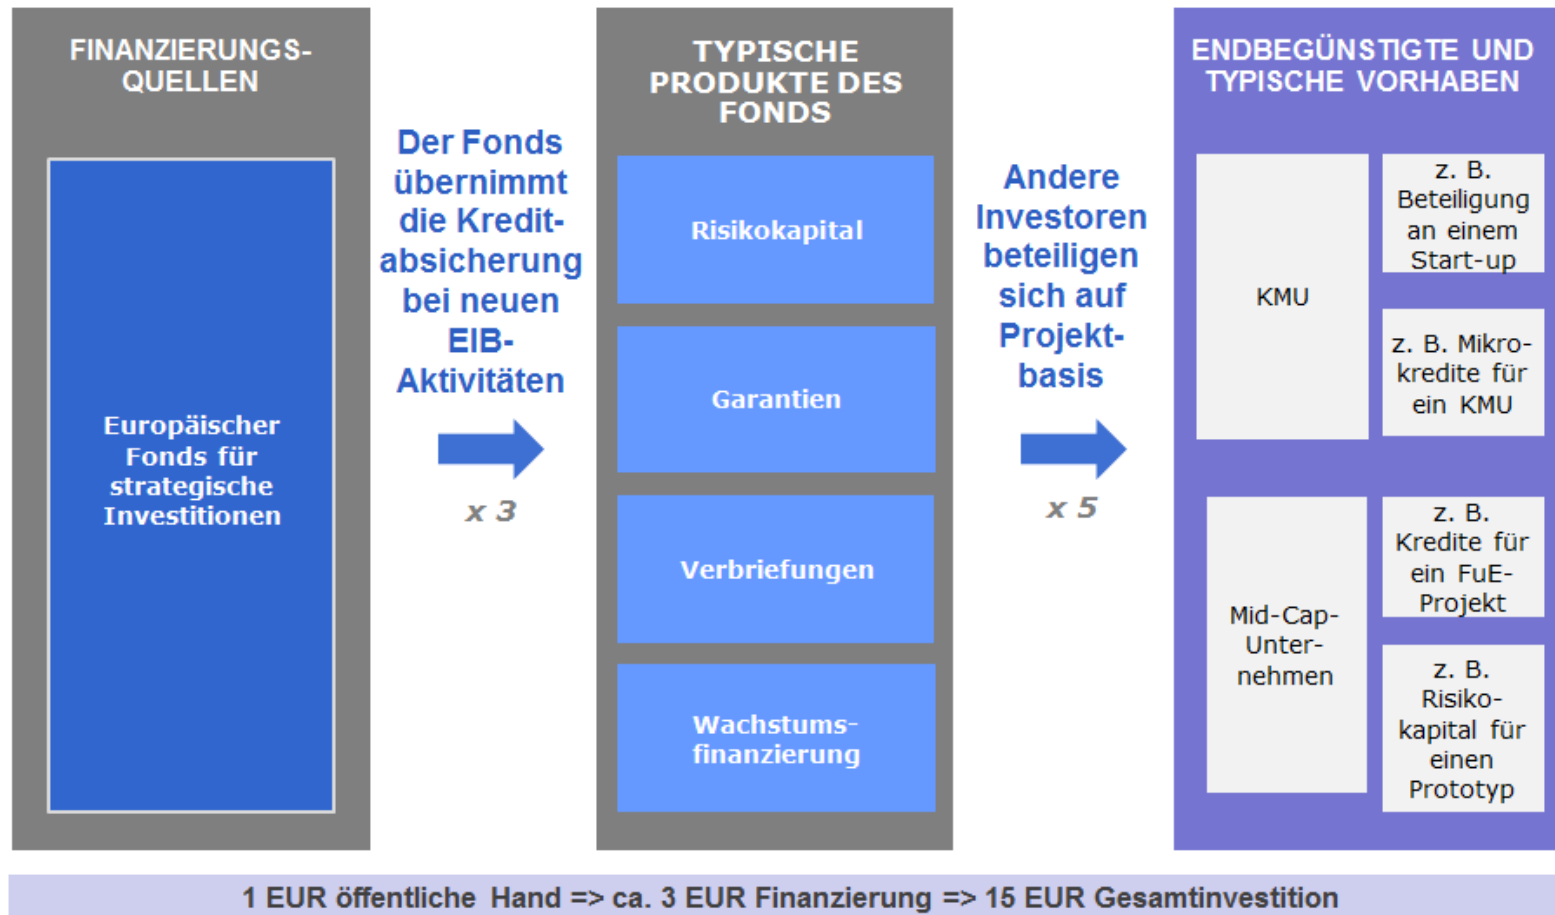 FINANZIERUNGS-
QUELLEN
Europäischer
Fonds für
strategische
Investitionen
Der Fonds
übernimmt
die Kredit-
absicherung
bei neuen
EIB-
Aktivitäten
x 3
TYPISCHE
PRODUKTE DES
FONDS
Risikokapital
Garantien
Verbriefungen
Wachstums-
finanzierung
Andere
Investoren
beteiligen
sich auf
Projekt-
basis
x 5
ENDBEGÜNSTIGTE UND
TYPISCHE VORHABEN
KMU
z. B.
Beteiligung
an einem
Start-up
z. B. Mikro-
kredite für
ein KMU
Mid-Cap-
Unter-
nehmen
z. B.
Kredite für
ein FuE-
Projekt
z. B.
Risiko-
kapital für
einen
Prototyp
1 EUR öffentliche Hand => ca. 3 EUR Finanzierung => 15 EUR Gesamtinvestition